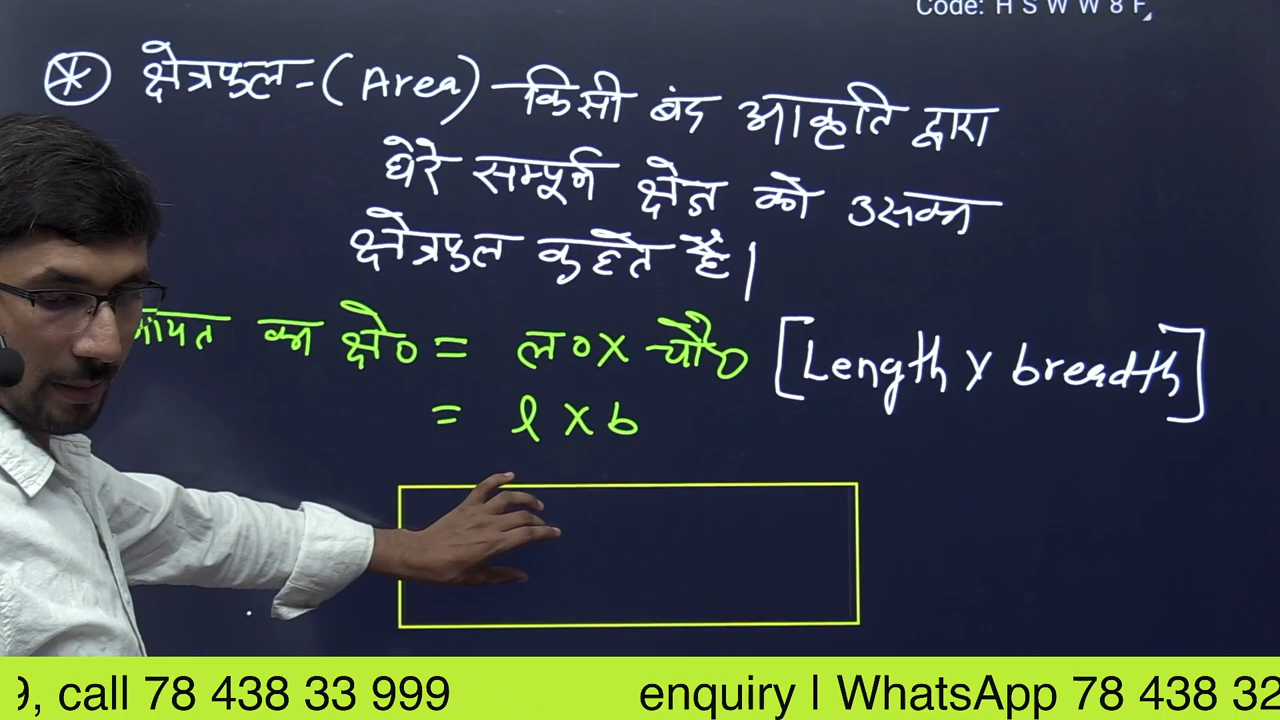 Code: H S W W 8 F
* क्षेत्रफल - (Area) - किसी बंद आकृति द्वारा
घेरे सम्पूर्ण क्षेत्र को उसका
क्षेत्रफल कहते है।
का क्षे० = ल० x चौ० [Length x breadth]
= l x b
9, call 78 438 33 999 enquiry | WhatsApp 78 438 32